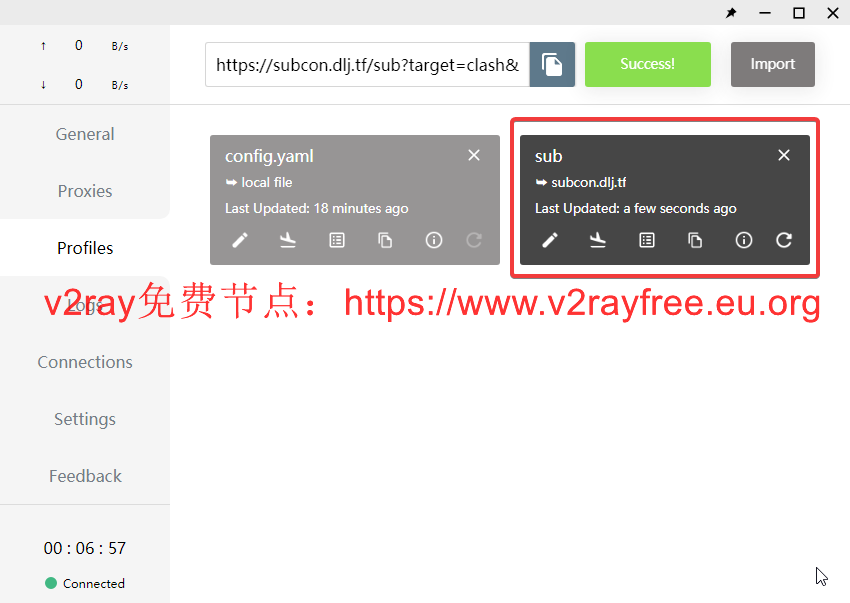 ↑ 0 B/s
↓ 0 B/s
General
Proxies
Profiles
Logs
Connections
Settings
Feedback
00 : 06 : 57
Connected
https://subcon.dlj.tf/sub?target=clash&
Success!
Import
config.yaml
local file
Last Updated: 18 minutes ago
sub
subcon.dlj.tf
Last Updated: a few seconds ago
v2ray免费节点：https://www.v2rayfree.eu.org